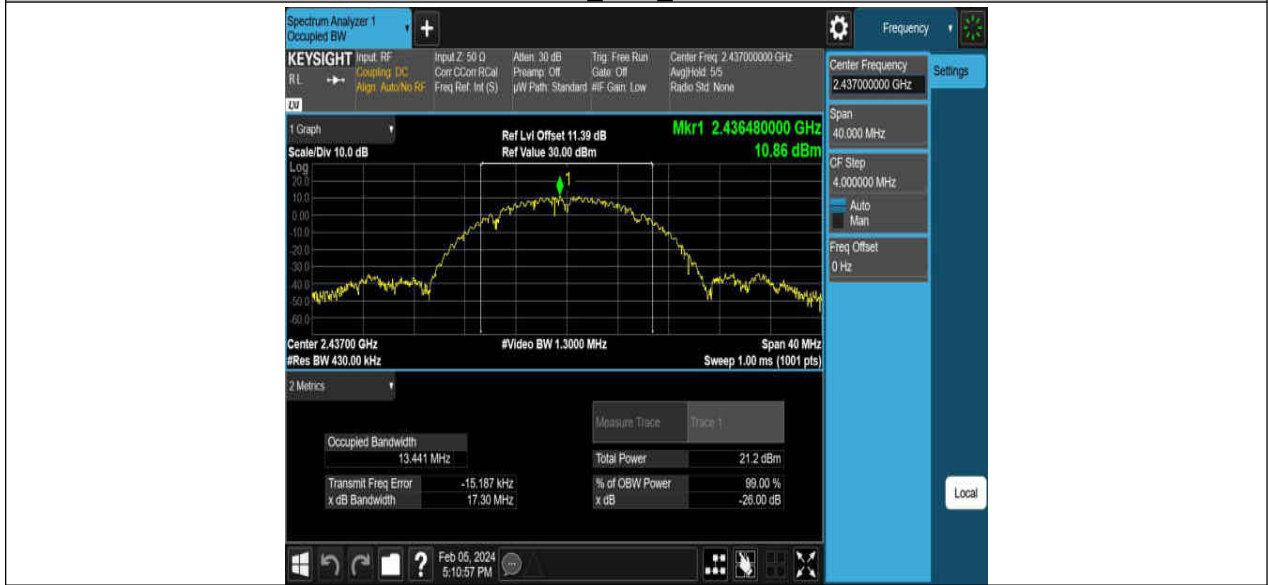 Spectrum Analyzer 1
Occupied BW
+
Frequency
KEYSIGHT
RL
LXI
Input: RF
Coupling: DC
Align: Auto/No RF
Input Z: 50 Ω
Corr CCorr RCal
Freq Ref: Int (S)
Atten: 30 dB
Preamp: Off
µW Path: Standard
Trig: Free Run
Gate: Off
#IF Gain: Low
Center Freq: 2.437000000 GHz
Avg|Hold: 5/5
Radio Std: None
Center Frequency
2.437000000 GHz
Settings
Span
40.000 MHz
CF Step
4.000000 MHz
Auto
Man
Freq Offset
0 Hz
Local
1 Graph
Scale/Div 10.0 dB
Ref Lvl Offset 11.39 dB
Ref Value 30.00 dBm
Mkr1 2.436480000 GHz
10.86 dBm
Log
20.0
10.0
0.00
-10.0
-20.0
-30.0
-40.0
-50.0
-60.0
1
Center 2.43700 GHz
#Res BW 430.00 kHz
#Video BW 1.3000 MHz
Span 40 MHz
Sweep 1.00 ms (1001 pts)
2 Metrics
Measure Trace Trace 1
Occupied Bandwidth
13.441 MHz
Total Power 21.2 dBm
Transmit Freq Error -15.187 kHz
x dB Bandwidth 17.30 MHz
% of OBW Power 99.00 %
x dB -26.00 dB
?
Feb 05, 2024
5:10:57 PM